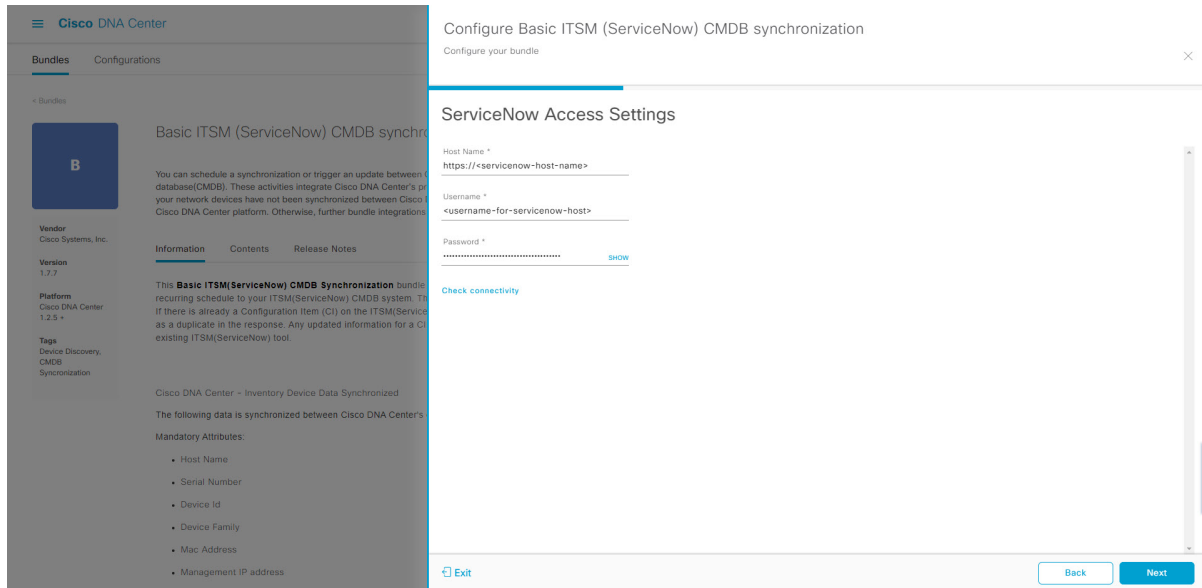 Cisco DNA Center
Bundles Configurations
< Bundles
B
Vendor
Cisco Systems, Inc.
Version
1.7.7
Platform
Cisco DNA Center
1.2.5 +
Tags
Device Discovery,
CMDB
Syncronization
Basic ITSM (ServiceNow) CMDB synchro
You can schedule a synchronization or trigger an update between
database(CMDB). These activities integrate Cisco DNA Center's pr
your network devices have not been synchronized between Cisco
Cisco DNA Center platform. Otherwise, further bundle integrations
Information Contents Release Notes
This Basic ITSM(ServiceNow) CMDB Synchronization bundle
recurring schedule to your ITSM(ServiceNow) CMDB system. Th
If there is already a Configuration Item (CI) on the ITSM(Service
as a duplicate in the response. Any updated information for a CI
existing ITSM(ServiceNow) tool.
Cisco DNA Center - Inventory Device Data Synchronized
The following data is synchronized between Cisco DNA Center's
Mandatory Attributes:
• Host Name
• Serial Number
• Device Id
• Device Family
• Mac Address
• Management IP address
Configure Basic ITSM (ServiceNow) CMDB synchronization
Configure your bundle
ServiceNow Access Settings
Host Name *
https://<servicenow-host-name>
Username *
<username-for-servicenow-host>
Password *
SHOW
Check connectivity
Exit
Back
Next